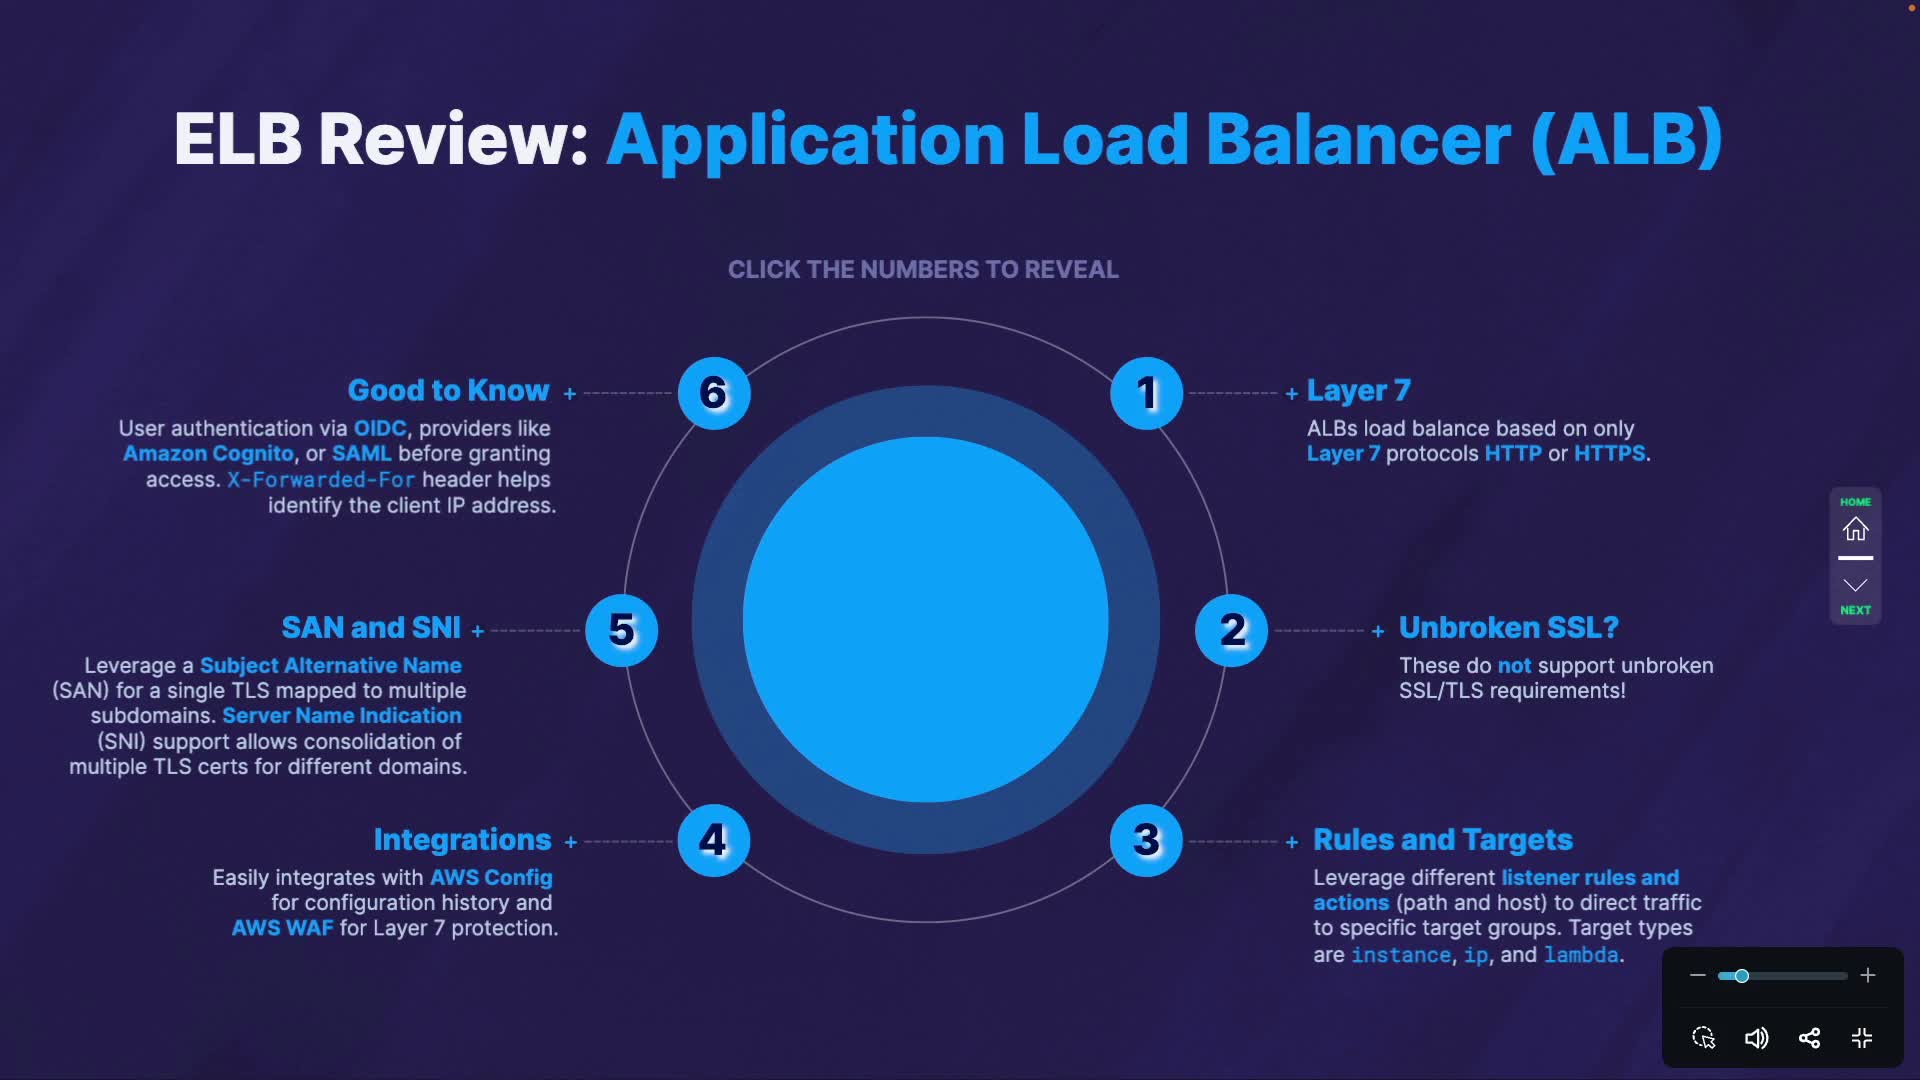 ELB Review: Application Load Balancer (ALB)
CLICK THE NUMBERS TO REVEAL
1
Layer 7
ALBs load balance based on only
Layer 7 protocols HTTP or HTTPS.
2
Unbroken SSL?
These do not support unbroken
SSL/TLS requirements!
3
Rules and Targets
Leverage different listener rules and
actions (path and host) to direct traffic
to specific target groups. Target types
are instance, ip, and lambda.
4
Integrations
Easily integrates with AWS Config
for configuration history and
AWS WAF for Layer 7 protection.
5
SAN and SNI
Leverage a Subject Alternative Name
(SAN) for a single TLS mapped to multiple
subdomains. Server Name Indication
(SNI) support allows consolidation of
multiple TLS certs for different domains.
6
Good to Know
User authentication via OIDC, providers like
Amazon Cognito, or SAML before granting
access. X-Forwarded-For header helps
identify the client IP address.
HOME
NEXT